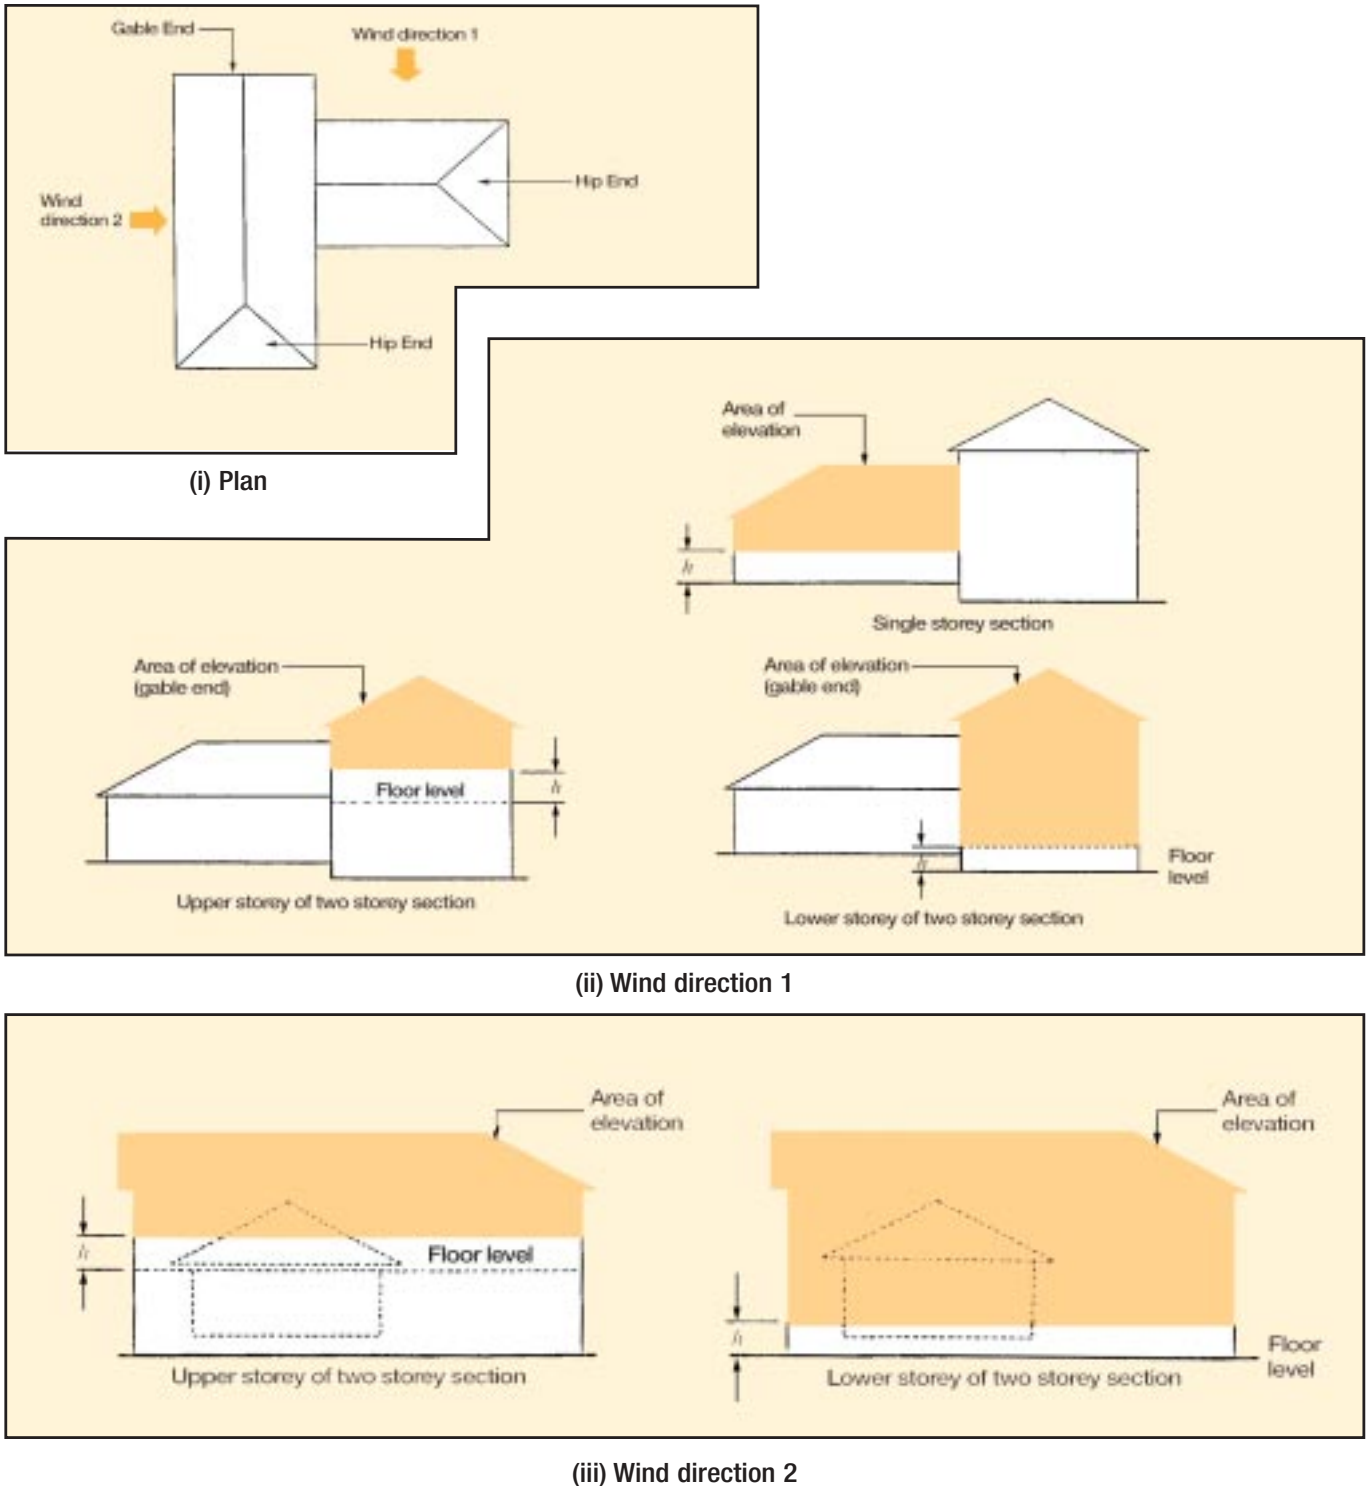 Gable End
Wind direction 1
Wind
direction 2
Hip End
Hip End
(i) Plan
Area of
elevation
h
Single storey section
Area of elevation
(gable end)
Floor level
h
Upper storey of two storey section
Area of elevation
(gable end)
h
Floor
level
Lower storey of two storey section
(ii) Wind direction 1
Area of
elevation
h
Floor level
Upper storey of two storey section
Area of
elevation
h
Floor
level
Lower storey of two storey section
(iii) Wind direction 2